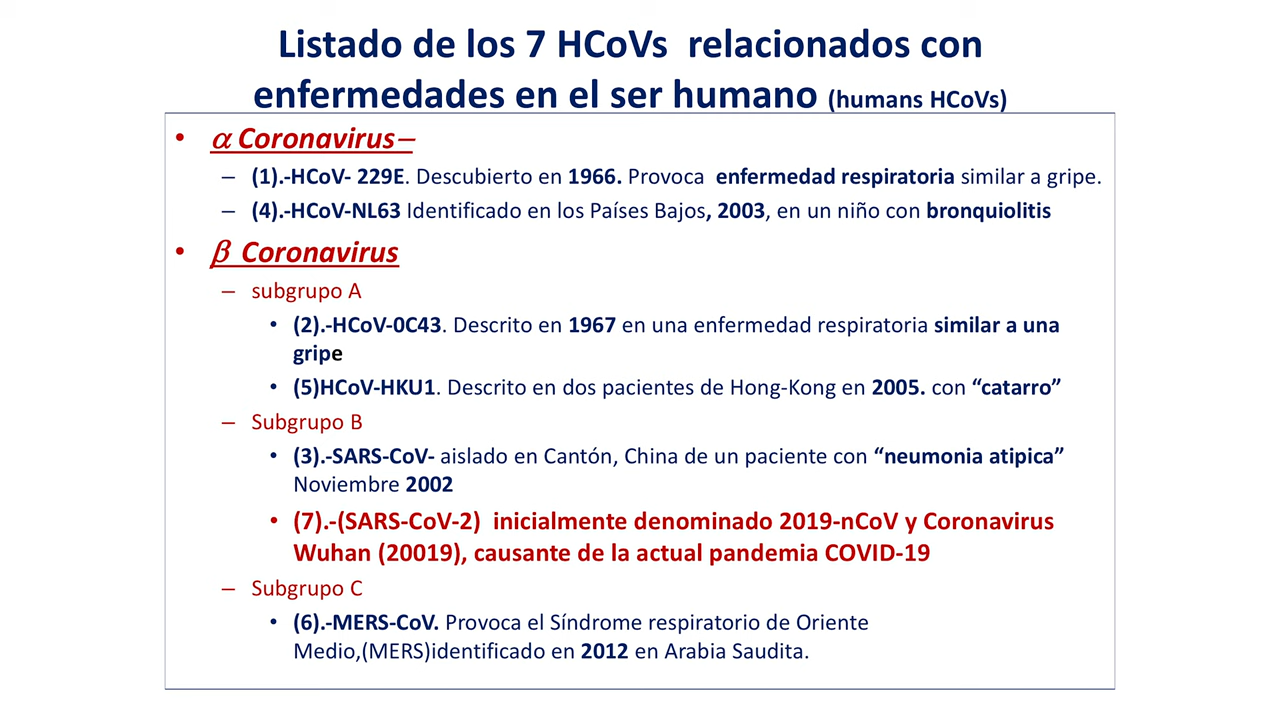 Listado de los 7 HCoVs relacionados con
enfermedades en el ser humano (humans HCoVs)
• α Coronavirus–
– (1).-HCoV- 229E. Descubierto en 1966. Provoca enfermedad respiratoria similar a gripe.
– (4).-HCoV-NL63 Identificado en los Países Bajos, 2003, en un niño con bronquiolitis
• β Coronavirus
– subgrupo A
• (2).-HCoV-0C43. Descrito en 1967 en una enfermedad respiratoria similar a una
gripe
• (5)HCoV-HKU1. Descrito en dos pacientes de Hong-Kong en 2005. con “catarro”
– Subgrupo B
• (3).-SARS-CoV- aislado en Cantón, China de un paciente con “neumonia atipica”
Noviembre 2002
• (7).-(SARS-CoV-2) inicialmente denominado 2019-nCoV y Coronavirus
Wuhan (20019), causante de la actual pandemia COVID-19
– Subgrupo C
• (6).-MERS-CoV. Provoca el Síndrome respiratorio de Oriente
Medio,(MERS)identificado en 2012 en Arabia Saudita.